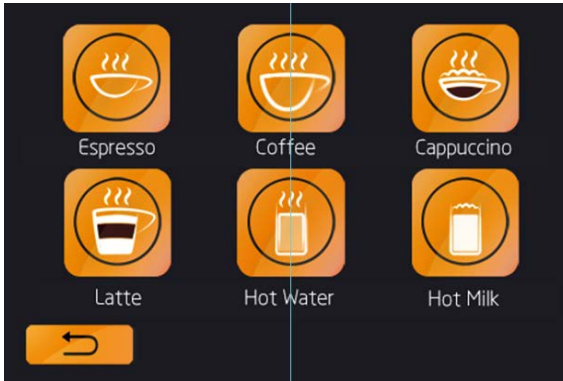 Espresso
Coffee
Cappuccino
Latte
Hot Water
Hot Milk